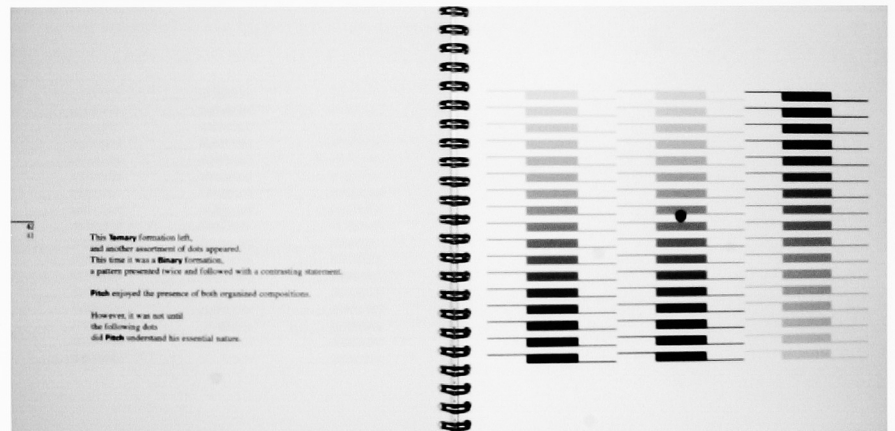 42
43
This Ternary formation left,
and another assortment of dots appeared.
This time it was a Binary formation,
a pattern presented twice and followed with a contrasting statement.
Pitch enjoyed the presence of both organized compositions.
However, it was not until
the following dots
did Pitch understand his essential nature.